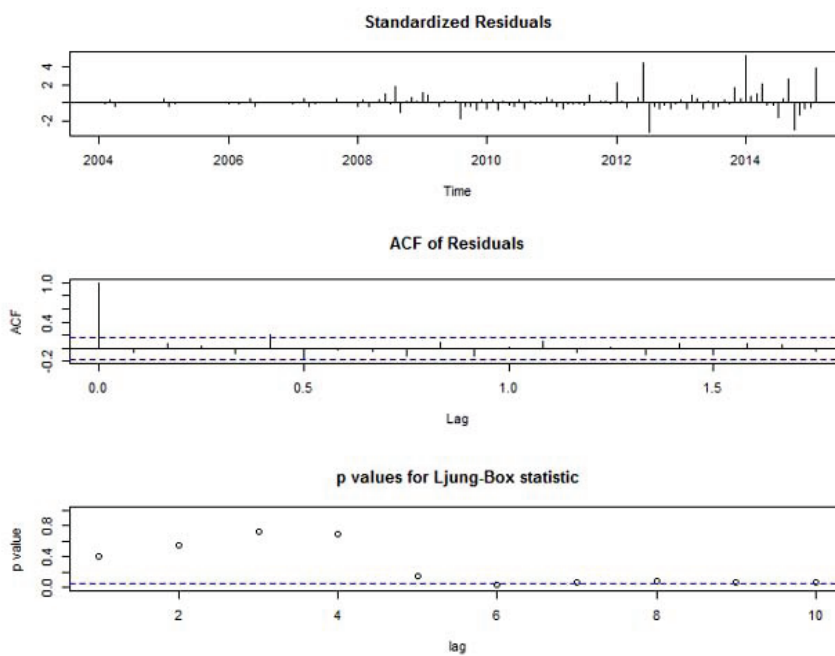 Standardized Residuals
4
2
-2
2004 2006 2008 2010 2012 2014
Time
ACF of Residuals
ACF
1.0
0.4
-0.2
0.0 0.5 1.0 1.5
Lag
p values for Ljung-Box statistic
p value
0.8
0.4
0.0
2 4 6 8 10
lag